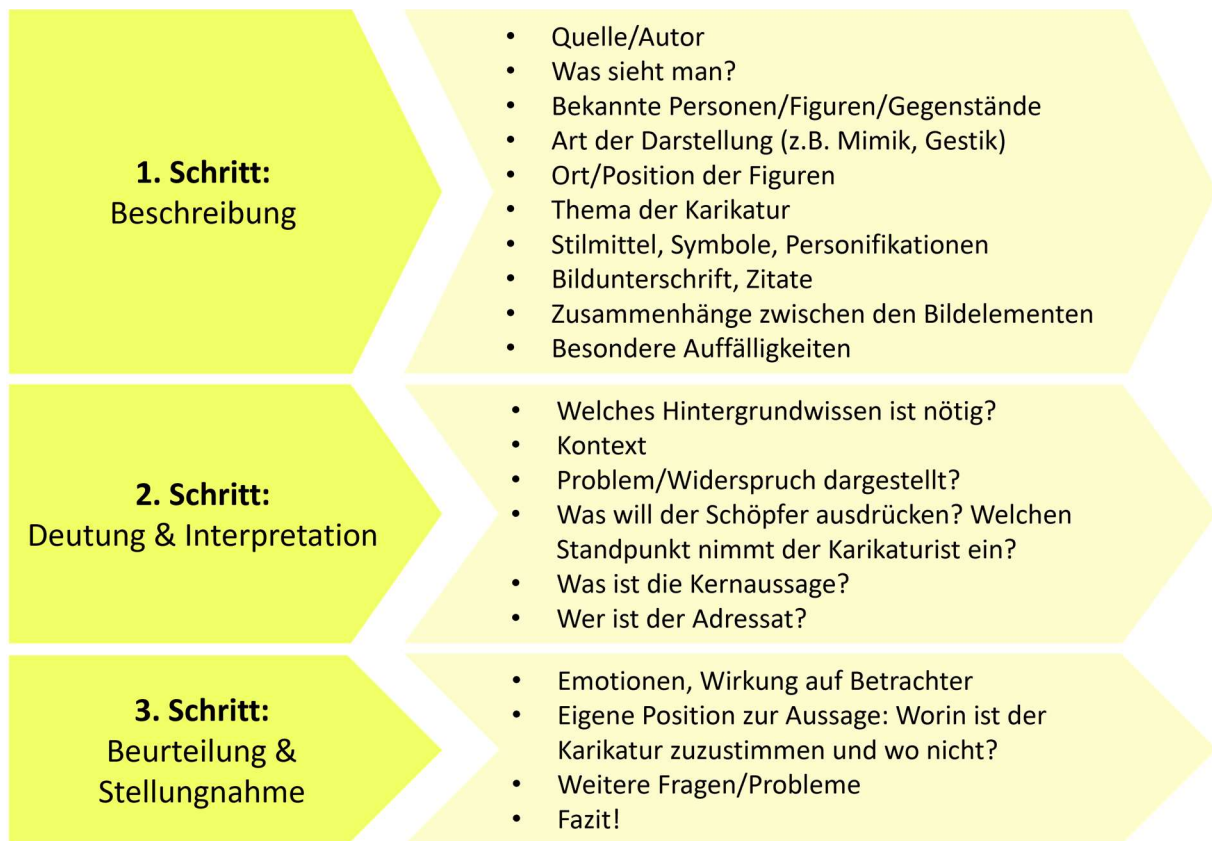 1. Schritt:
Beschreibung
• Quelle/Autor
• Was sieht man?
• Bekannte Personen/Figuren/Gegenstände
• Art der Darstellung (z.B. Mimik, Gestik)
• Ort/Position der Figuren
• Thema der Karikatur
• Stilmittel, Symbole, Personifikationen
• Bildunterschrift, Zitate
• Zusammenhänge zwischen den Bildelementen
• Besondere Auffälligkeiten
2. Schritt:
Deutung & Interpretation
• Welches Hintergrundwissen ist nötig?
• Kontext
• Problem/Widerspruch dargestellt?
• Was will der Schöpfer ausdrücken? Welchen
Standpunkt nimmt der Karikaturist ein?
• Was ist die Kernaussage?
• Wer ist der Adressat?
3. Schritt:
Beurteilung &
Stellungnahme
• Emotionen, Wirkung auf Betrachter
• Eigene Position zur Aussage: Worin ist der
Karikatur zuzustimmen und wo nicht?
• Weitere Fragen/Probleme
• Fazit!